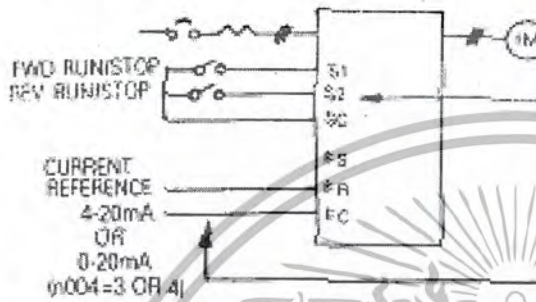 IM
FWD RUN/STOP
REV RUN/STOP
S1
S2
SC
FS
FR
FC
CURRENT
REFERENCE
4-20mA
OR
0-20mA
(n004=3 OR 4)